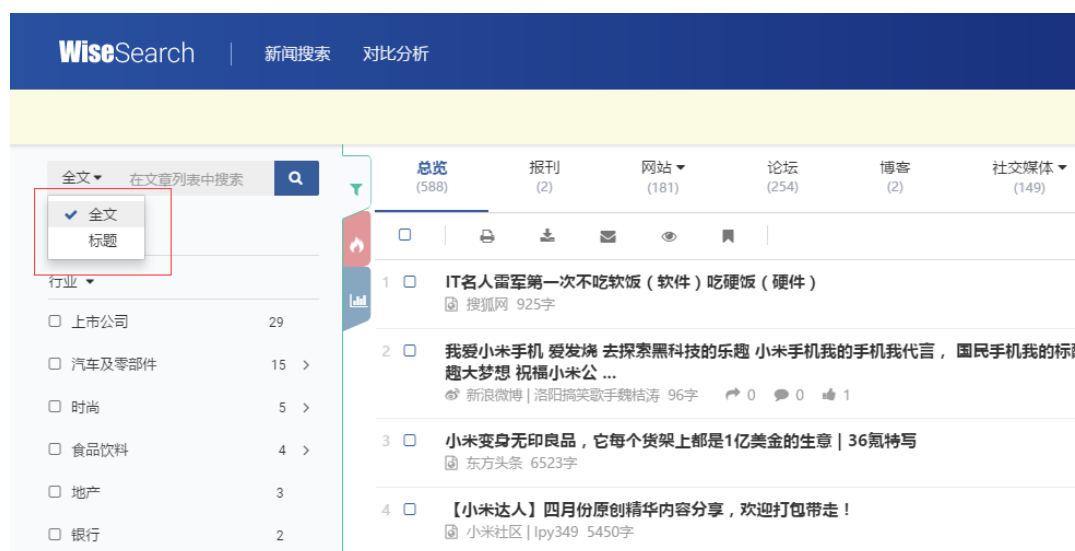 WiseSearch 新闻搜索 对比分析
全文 在文章列表中搜索
全文
标题
行业
上市公司 29
汽车及零部件 15
时尚 5
食品饮料 4
地产 3
银行 2
总览 报刊 网站 论坛 博客 社交媒体
(588) (2) (181) (254) (2) (149)
1 IT名人雷军第一次不吃软饭（软件）吃硬饭（硬件）
搜狐网 925字
2 我爱小米手机 爱发烧 去探索黑科技的乐趣 小米手机我的手机我代言， 国民手机我的标
趣大梦想 祝福小米公 ...
新浪微博 | 洛阳搞笑歌手魏枯涛 96字 0 0 1
3 小米变身无印良品，它每个货架上都是1亿美金的生意 | 36氪特写
东方头条 6523字
4 【小米达人】四月份原创精华内容分享，欢迎打包带走！
小米社区 | lpy349 5450字